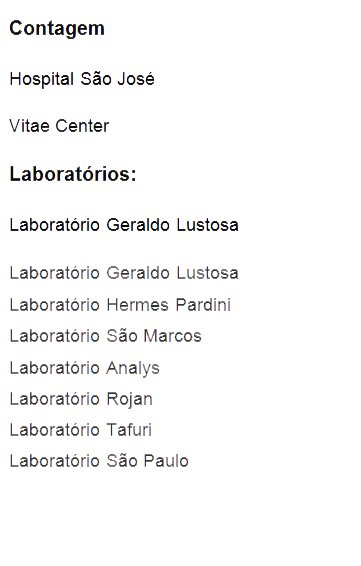 Contagem
Hospital São José
Vitae Center
Laboratórios:
Laboratório Geraldo Lustosa
Laboratório Geraldo Lustosa
Laboratório Hermes Pardini
Laboratório São Marcos
Laboratório Analys
Laboratório Rojan
Laboratório Tafuri
Laboratório São Paulo